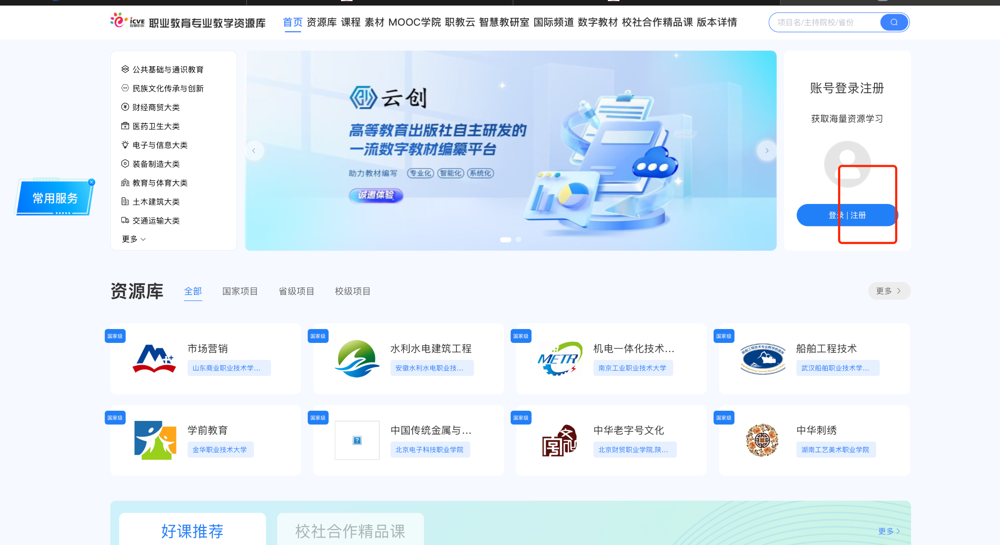 icve 智慧职教 职业教育专业教学资源库
首页 资源库 课程 素材 MOOC学院 职教云 智慧教研室 国际频道 数字教材 校社合作精品课 版本详情
项目名/主持院校/省份
公共基础与通识教育
民族文化传承与创新
财经商贸大类
医药卫生大类
电子与信息大类
装备制造大类
教育与体育大类
土木建筑大类
交通运输大类
更多
常用服务
云创
高等教育出版社自主研发的
一流数字教材编纂平台
助力教材编写 专业化 智能化 系统化
诚邀体验
账号登录注册
获取海量资源学习
登录 | 注册
资源库 全部 国家项目 省级项目 校级项目 更多
国家级
市场营销
山东商业职业技术学...
国家级
水利水电建筑工程
安徽水利水电职业技...
国家级
METR
机电一体化技术...
南京工业职业技术大学
国家级
船舶工程技术专业教学资源库
船舶工程技术
武汉船舶职业技术学...
国家级
学前教育
金华职业技术大学
国家级
中国传统金属与...
北京电子科技职业学院
国家级
中华老字号文化
北京财贸职业学院,陕...
国家级
中华刺绣
湖南工艺美术职业学院
好课推荐 校社合作精品课 更多